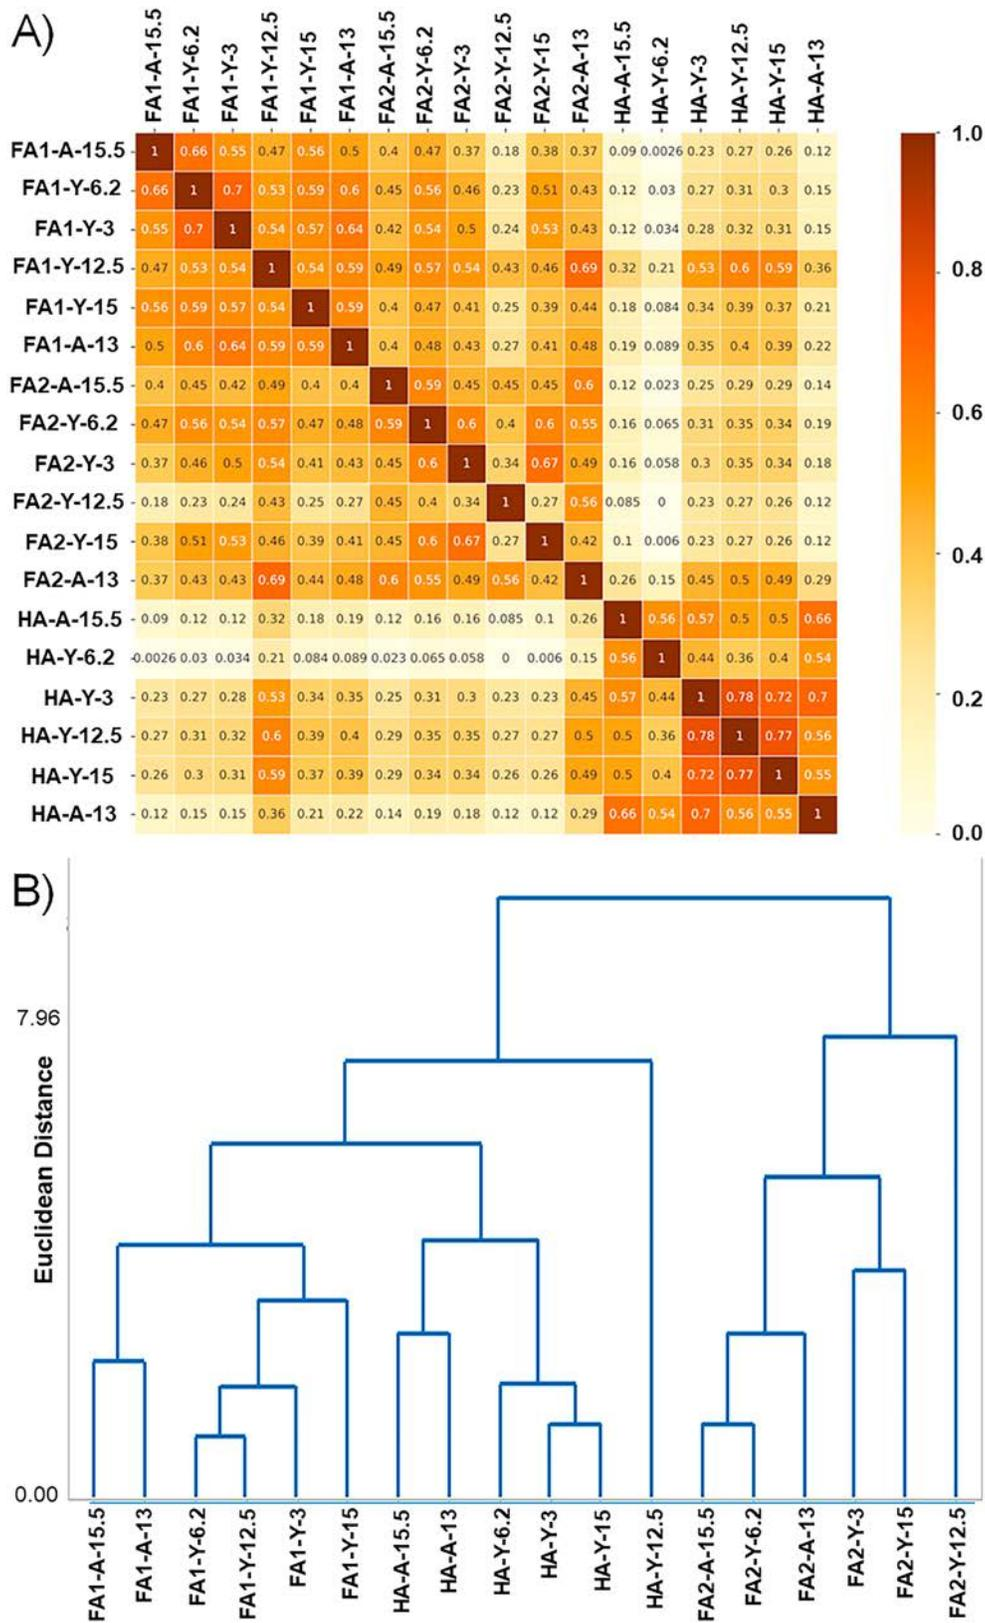 A)
FA1-A-15.5 FA1-Y-6.2 FA1-Y-3 FA1-Y-12.5 FA1-Y-15 FA1-A-13 FA2-A-15.5 FA2-Y-6.2 FA2-Y-3 FA2-Y-12.5 FA2-Y-15 FA2-A-13 HA-A-15.5 HA-Y-6.2 HA-Y-3 HA-Y-12.5 HA-Y-15 HA-A-13
1.0
FA1-A-15.5 1 0.66 0.55 0.47 0.56 0.5 0.4 0.47 0.37 0.18 0.38 0.37 0.09 0.0026 0.23 0.27 0.26 0.12
FA1-Y-6.2 0.66 1 0.7 0.53 0.59 0.6 0.45 0.56 0.46 0.23 0.51 0.43 0.12 0.03 0.27 0.31 0.3 0.15
FA1-Y-3 0.55 0.7 1 0.54 0.57 0.64 0.42 0.54 0.5 0.24 0.53 0.43 0.12 0.034 0.28 0.32 0.31 0.15
FA1-Y-12.5 0.47 0.53 0.54 1 0.54 0.59 0.49 0.57 0.54 0.43 0.46 0.69 0.32 0.21 0.53 0.6 0.59 0.36
0.8
FA1-Y-15 0.56 0.59 0.57 0.54 1 0.59 0.4 0.47 0.41 0.25 0.39 0.44 0.18 0.084 0.34 0.39 0.37 0.21
FA1-A-13 0.5 0.6 0.64 0.59 0.59 1 0.4 0.48 0.43 0.27 0.41 0.48 0.19 0.089 0.35 0.4 0.39 0.22
FA2-A-15.5 0.4 0.45 0.42 0.49 0.4 0.4 1 0.59 0.45 0.45 0.45 0.6 0.12 0.023 0.25 0.29 0.29 0.14
0.6
FA2-Y-6.2 0.47 0.56 0.54 0.57 0.47 0.48 0.59 1 0.6 0.4 0.6 0.55 0.16 0.065 0.31 0.35 0.34 0.19
FA2-Y-3 0.37 0.46 0.5 0.54 0.41 0.43 0.45 0.6 1 0.34 0.67 0.49 0.16 0.058 0.3 0.35 0.34 0.18
FA2-Y-12.5 0.18 0.23 0.24 0.43 0.25 0.27 0.45 0.4 0.34 1 0.27 0.56 0.085 0 0.23 0.27 0.26 0.12
FA2-Y-15 0.38 0.51 0.53 0.46 0.39 0.41 0.45 0.6 0.67 0.27 1 0.42 0.1 0.006 0.23 0.27 0.26 0.12
0.4
FA2-A-13 0.37 0.43 0.43 0.69 0.44 0.48 0.6 0.55 0.49 0.56 0.42 1 0.26 0.15 0.45 0.5 0.49 0.29
HA-A-15.5 0.09 0.12 0.12 0.32 0.18 0.19 0.12 0.16 0.16 0.085 0.1 0.26 1 0.56 0.57 0.5 0.5 0.66
HA-Y-6.2 0.0026 0.03 0.034 0.21 0.084 0.089 0.023 0.065 0.058 0 0.006 0.15 0.56 1 0.44 0.36 0.4 0.54
HA-Y-3 0.23 0.27 0.28 0.53 0.34 0.35 0.25 0.31 0.3 0.23 0.23 0.45 0.57 0.44 1 0.78 0.72 0.7
0.2
HA-Y-12.5 0.27 0.31 0.32 0.6 0.39 0.4 0.29 0.35 0.35 0.27 0.27 0.5 0.5 0.36 0.78 1 0.77 0.56
HA-Y-15 0.26 0.3 0.31 0.59 0.37 0.39 0.29 0.34 0.34 0.26 0.26 0.49 0.5 0.4 0.72 0.77 1 0.55
HA-A-13 0.12 0.15 0.15 0.36 0.21 0.22 0.14 0.19 0.18 0.12 0.12 0.29 0.66 0.54 0.7 0.56 0.55 1
0.0
B)
7.96
Euclidean Distance
0.00
FA1-A-15.5 FA1-A-13 FA1-Y-6.2 FA1-Y-12.5 FA1-Y-3 FA1-Y-15 HA-A-15.5 HA-A-13 HA-Y-6.2 HA-Y-3 HA-Y-15 HA-Y-12.5 FA2-A-15.5 FA2-Y-6.2 FA2-A-13 FA2-Y-3 FA2-Y-15 FA2-Y-12.5